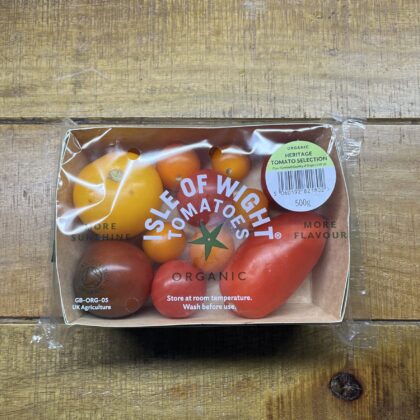 ORGANIC
HERITAGE
TOMATO SELECTION
500g
ISLE OF WIGHT
TOMATOES
®
MORE
SUNSHINE
MORE
FLAVOUR
ORGANIC
Store at room temperature.
Wash before use.
GB-ORG-05
UK Agriculture